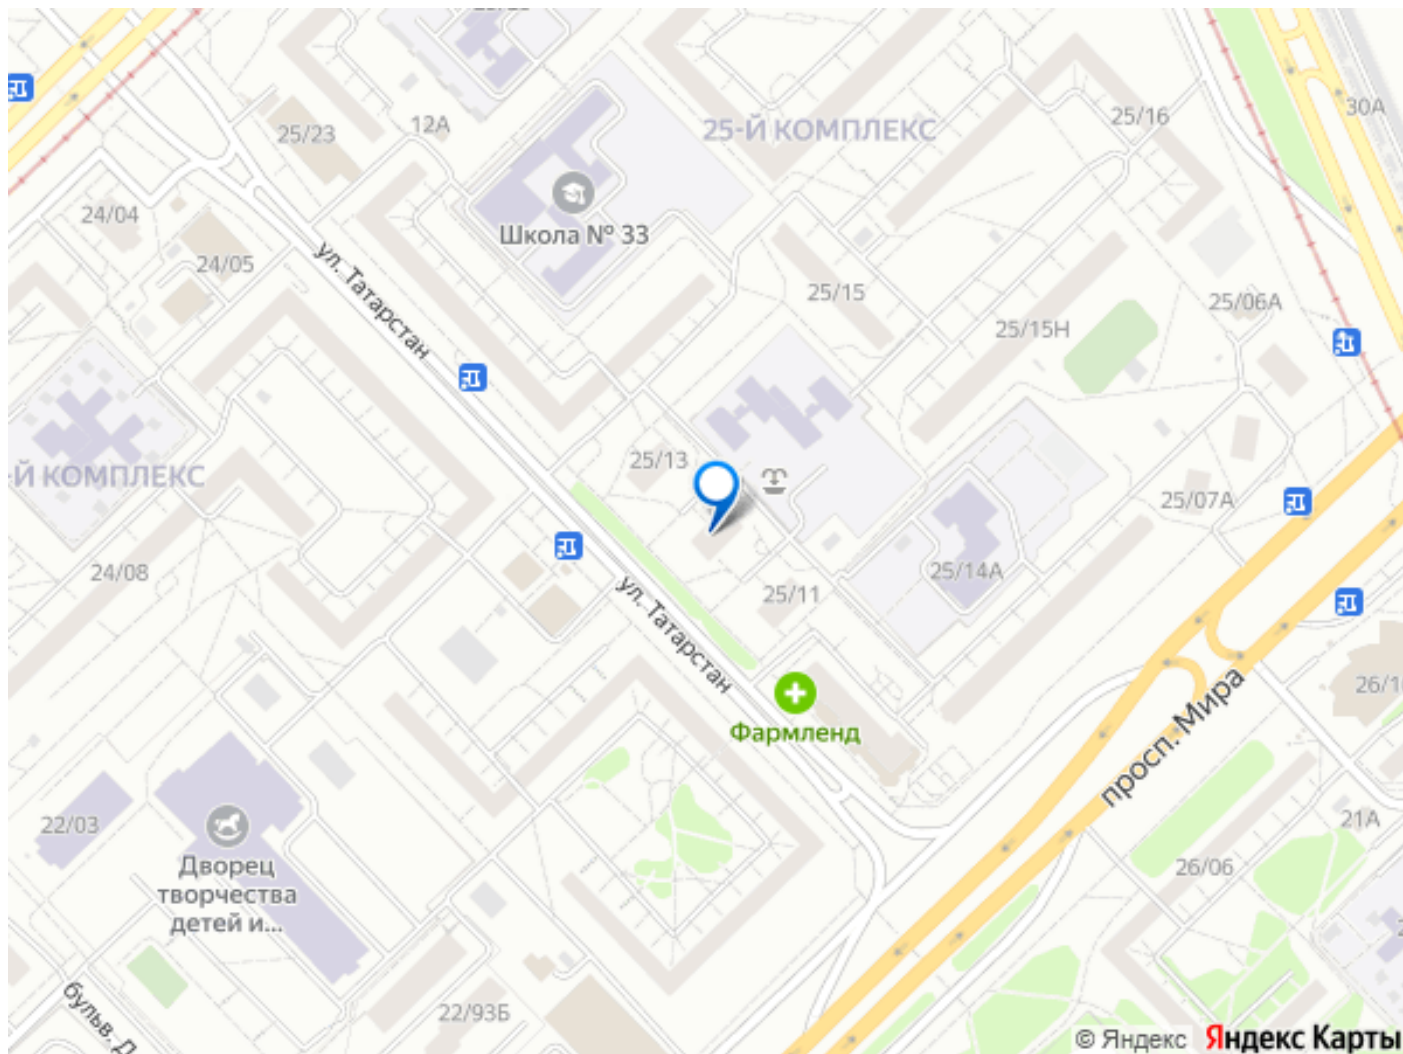 25/23
12А
25-Й КОМПЛЕКС
25/16
30А
24/04
Школа № 33
24/05
ул. Татарстан
25/15
25/15Н
25/06А
25/13
-Й КОМПЛЕКС
25/07А
24/08
25/11
25/14А
ул. Татарстан
Фармленд
просп. Мира
22/03
Дворец
творчества
детей и...
21А
26/06
22/93Б
бульв.
© Яндекс Яндекс Карты